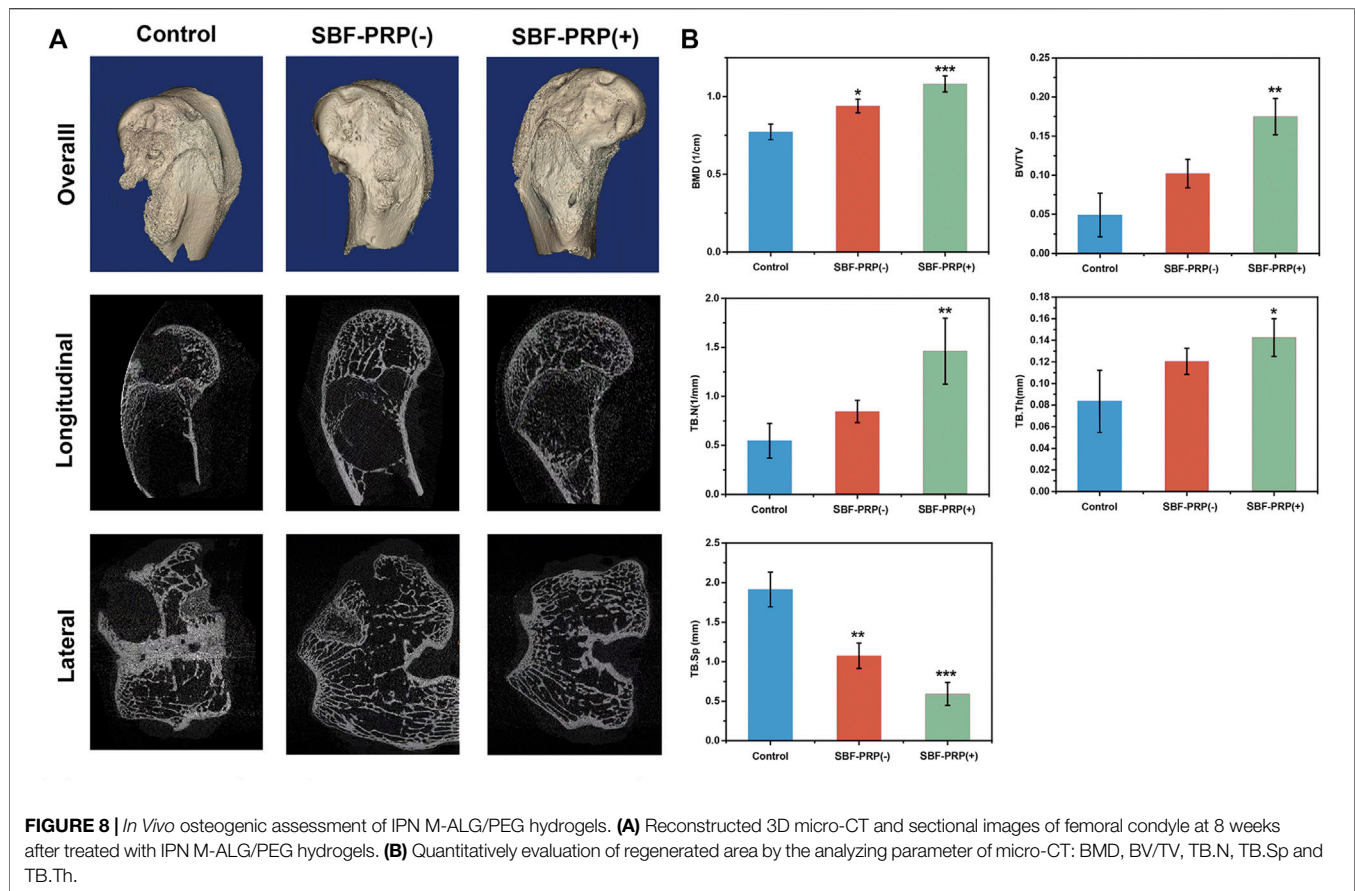 A
Control
SBF-PRP(-)
SBF-PRP(+)
Overalll
Longitudinal
Lateral
B
BMD (1/cm)
1.0
0.5
0.0
*
***
Control
SBF-PRP(-)
SBF-PRP(+)
BV/TV
0.25
0.20
0.15
0.10
0.05
0.00
**
Control
SBF-PRP(-)
SBF-PRP(+)
TB.N(1/mm)
2.0
1.5
1.0
0.5
0.0
**
Control
SBF-PRP(-)
SBF-PRP(+)
TB.Th(mm)
0.18
0.16
0.14
0.12
0.10
0.08
0.06
0.04
0.02
0.00
*
Control
SBF-PRP(-)
SBF-PRP(+)
TB.Sp (mm)
2.5
2.0
1.5
1.0
0.5
0.0
**
***
Control
SBF-PRP(-)
SBF-PRP(+)
FIGURE 8 | In Vivo osteogenic assessment of IPN M-ALG/PEG hydrogels. (A) Reconstructed 3D micro-CT and sectional images of femoral condyle at 8 weeks
after treated with IPN M-ALG/PEG hydrogels. (B) Quantitatively evaluation of regenerated area by the analyzing parameter of micro-CT: BMD, BV/TV, TB.N, TB.Sp and
TB.Th.